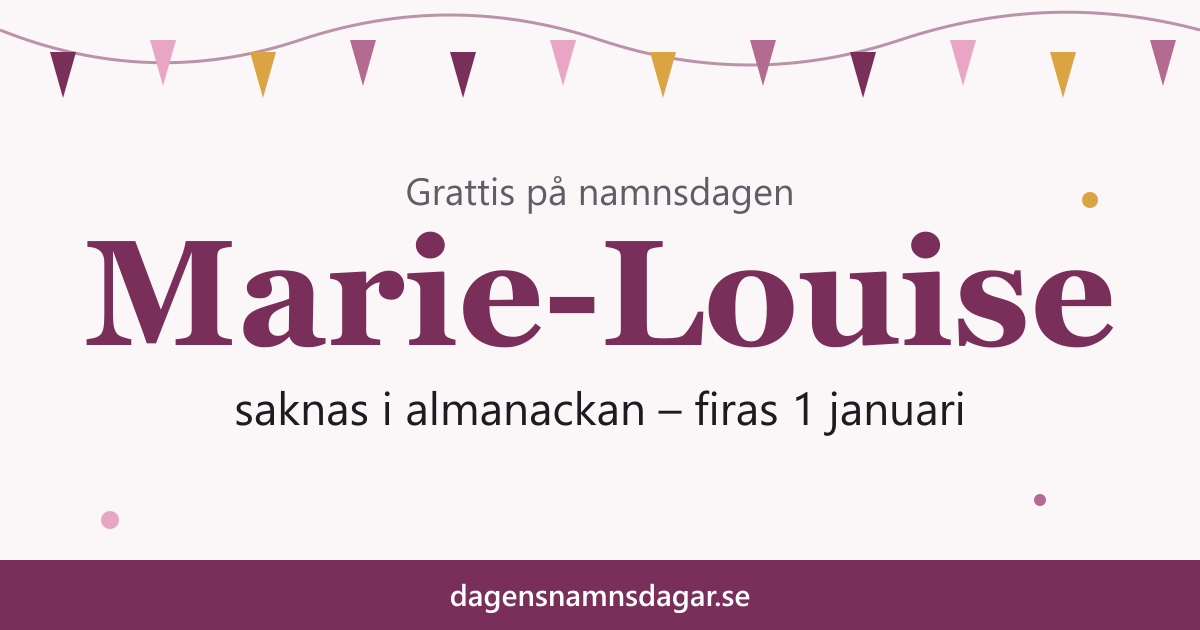 Grattis på namnsdagen
Marie-Louise
saknas i almanackan – firas 1 januari
dagensnamnsdagar.se